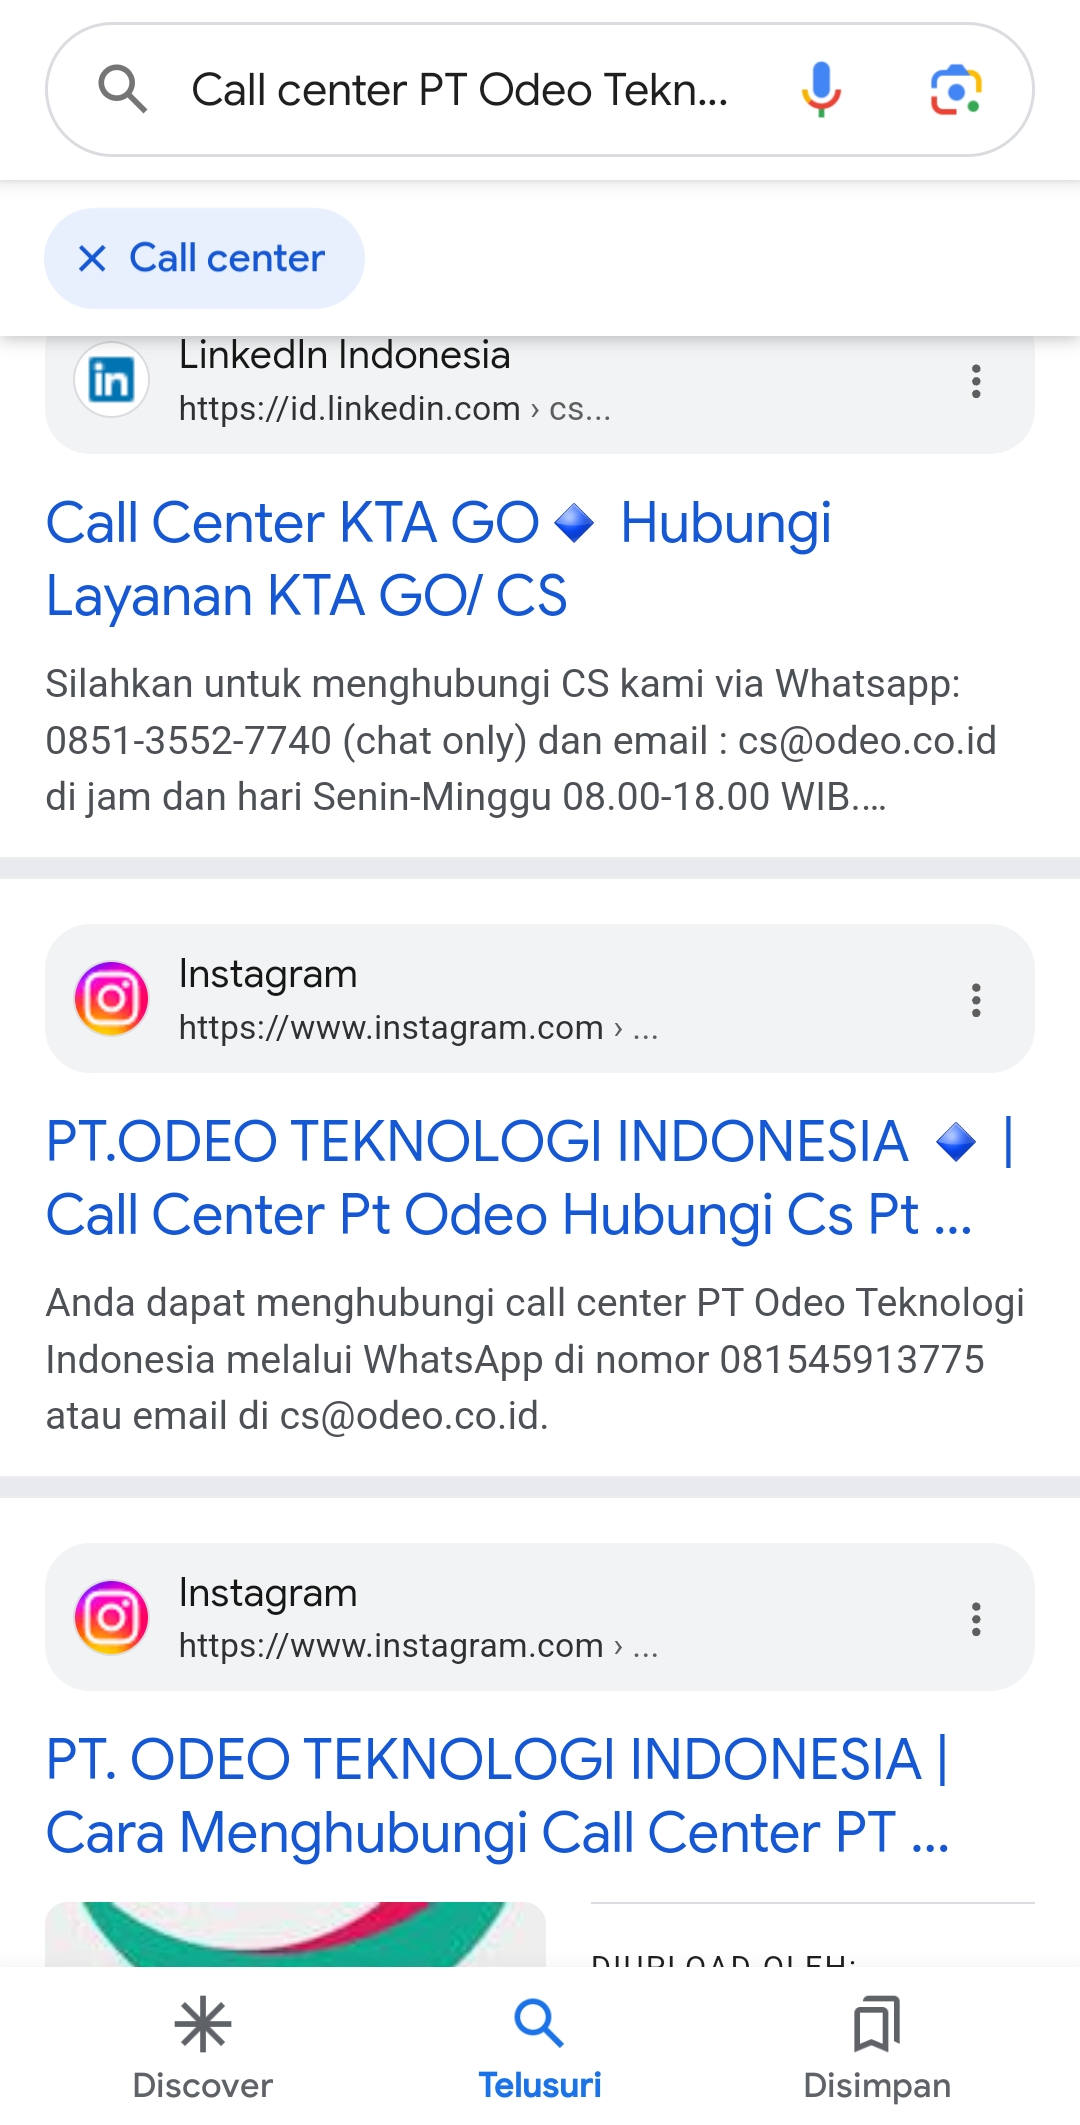 Call center PT Odeo Tekn...
Call center
LinkedIn Indonesia
https://id.linkedin.com › cs...
Call Center KTA GO🔹 Hubungi
Layanan KTA GO/ CS
Silahkan untuk menghubungi CS kami via Whatsapp:
0851-3552-7740 (chat only) dan email : cs@odeo.co.id
di jam dan hari Senin-Minggu 08.00-18.00 WIB....
Instagram
https://www.instagram.com › ...
PT.ODEO TEKNOLOGI INDONESIA 🔹 |
Call Center Pt Odeo Hubungi Cs Pt ...
Anda dapat menghubungi call center PT Odeo Teknologi
Indonesia melalui WhatsApp di nomor 081545913775
atau email di cs@odeo.co.id.
Instagram
https://www.instagram.com › ...
PT. ODEO TEKNOLOGI INDONESIA |
Cara Menghubungi Call Center PT ...
DIUPLOAD OLEH:
Discover
Telusuri
Disimpan